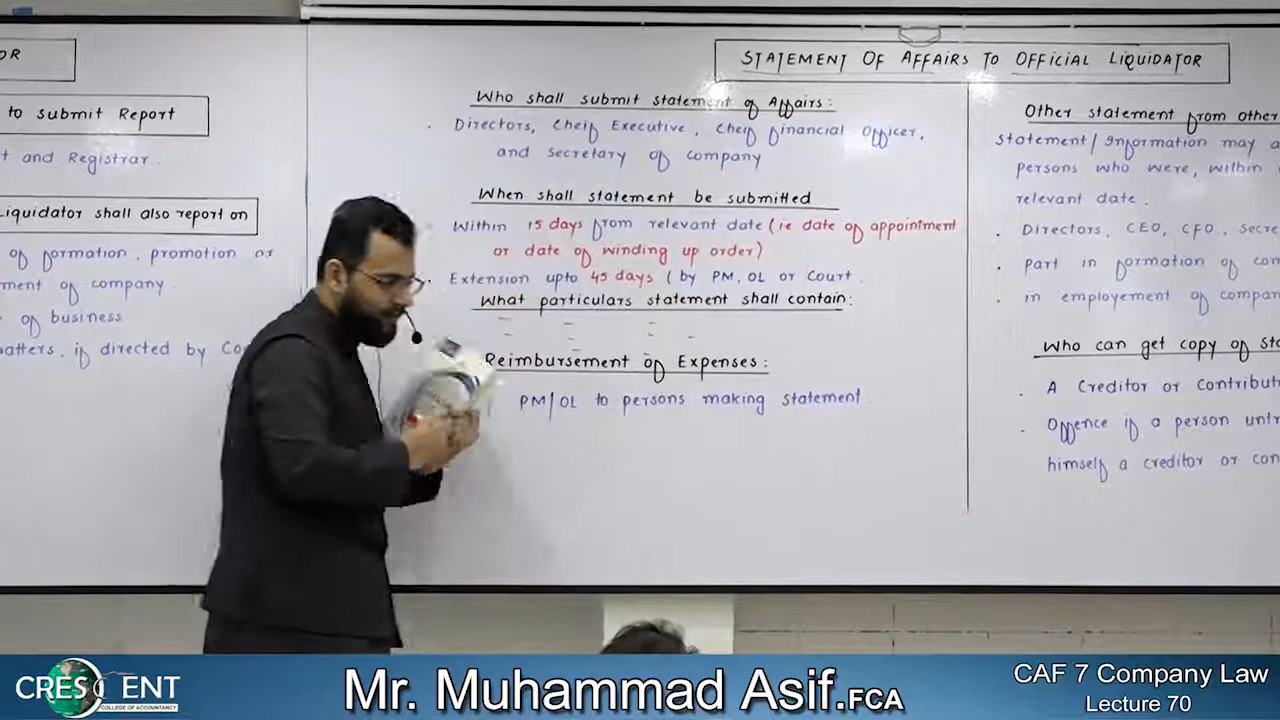 OR
to submit Report
t and Registrar.
Liquidator shall also report on
of formation, promotion or
ment of company.
of business
matters, if directed by Co
STATEMENT OF AFFAIRS TO OFFICIAL LIQUIDATOR
Who shall submit statement of Affairs:
Directors, Cheif Executive, Cheif financial Officer,
and secretary of company
When shall statement be submitted
Within 15 days from relevant date (ie date of appointment
or date of winding up order)
Extension upto 45 days (by PM, OL or Court.
What particulars statement shall contain:
Reimbursement of Expenses:
PM/OL to persons making statement.
Other statement from other
statement/Information may a
persons who were, within
relevant date.
Directors, CEO, CFO, secre
part in formation of com
in employement of compan
Who can get copy of st
A Creditor or Contribut
Offence if a person untr
himself a creditor or con
CRESCENT
COLLEGE OF ACCOUNTANCY
Mr. Muhammad Asif.FCA
CAF 7 Company Law
Lecture 70